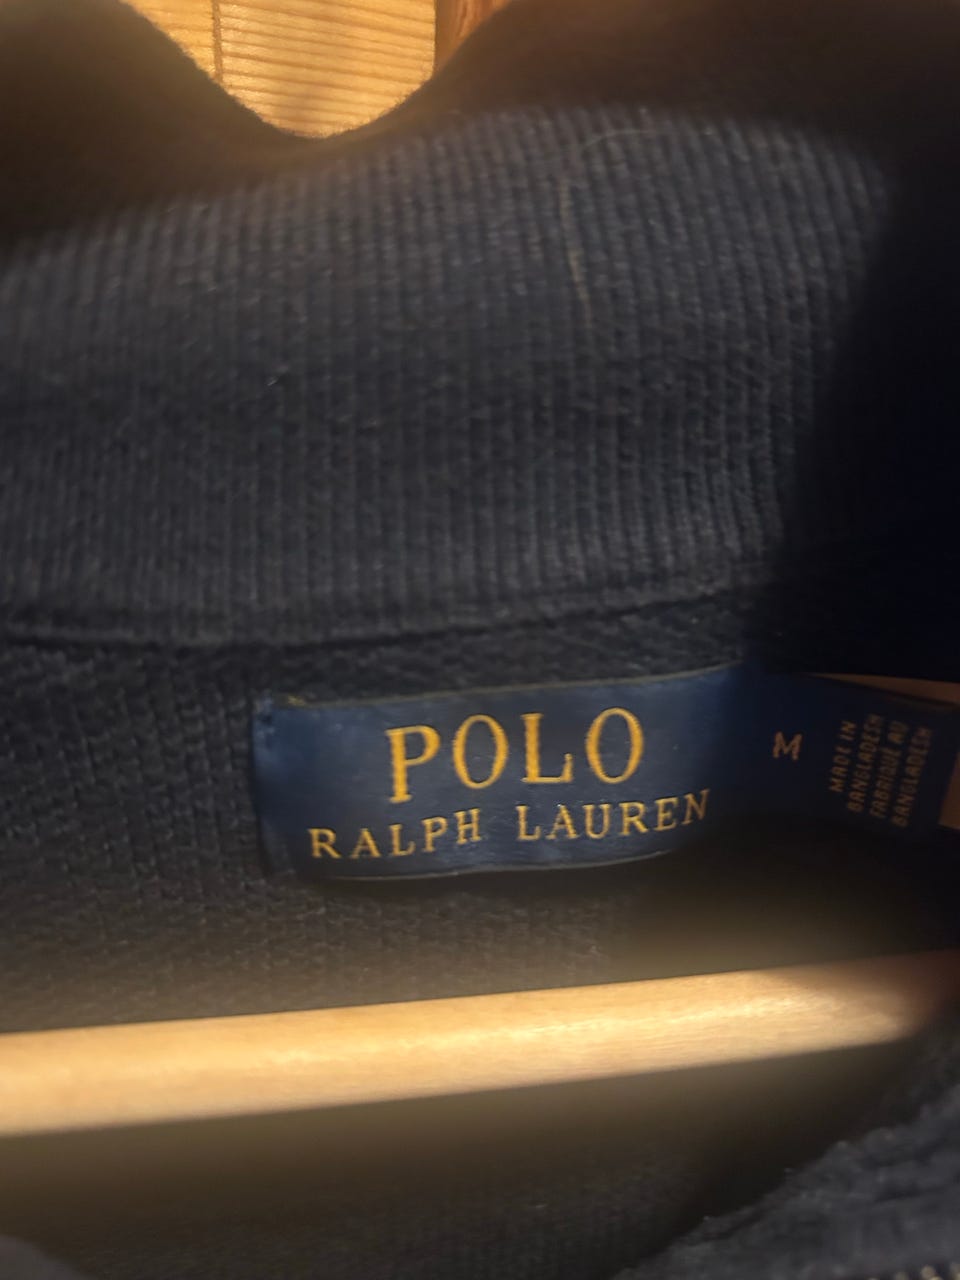 POLO
RALPH LAUREN
M
MADE IN
BANGLADESH
FABRIQUÉ AU
BANGLADESH